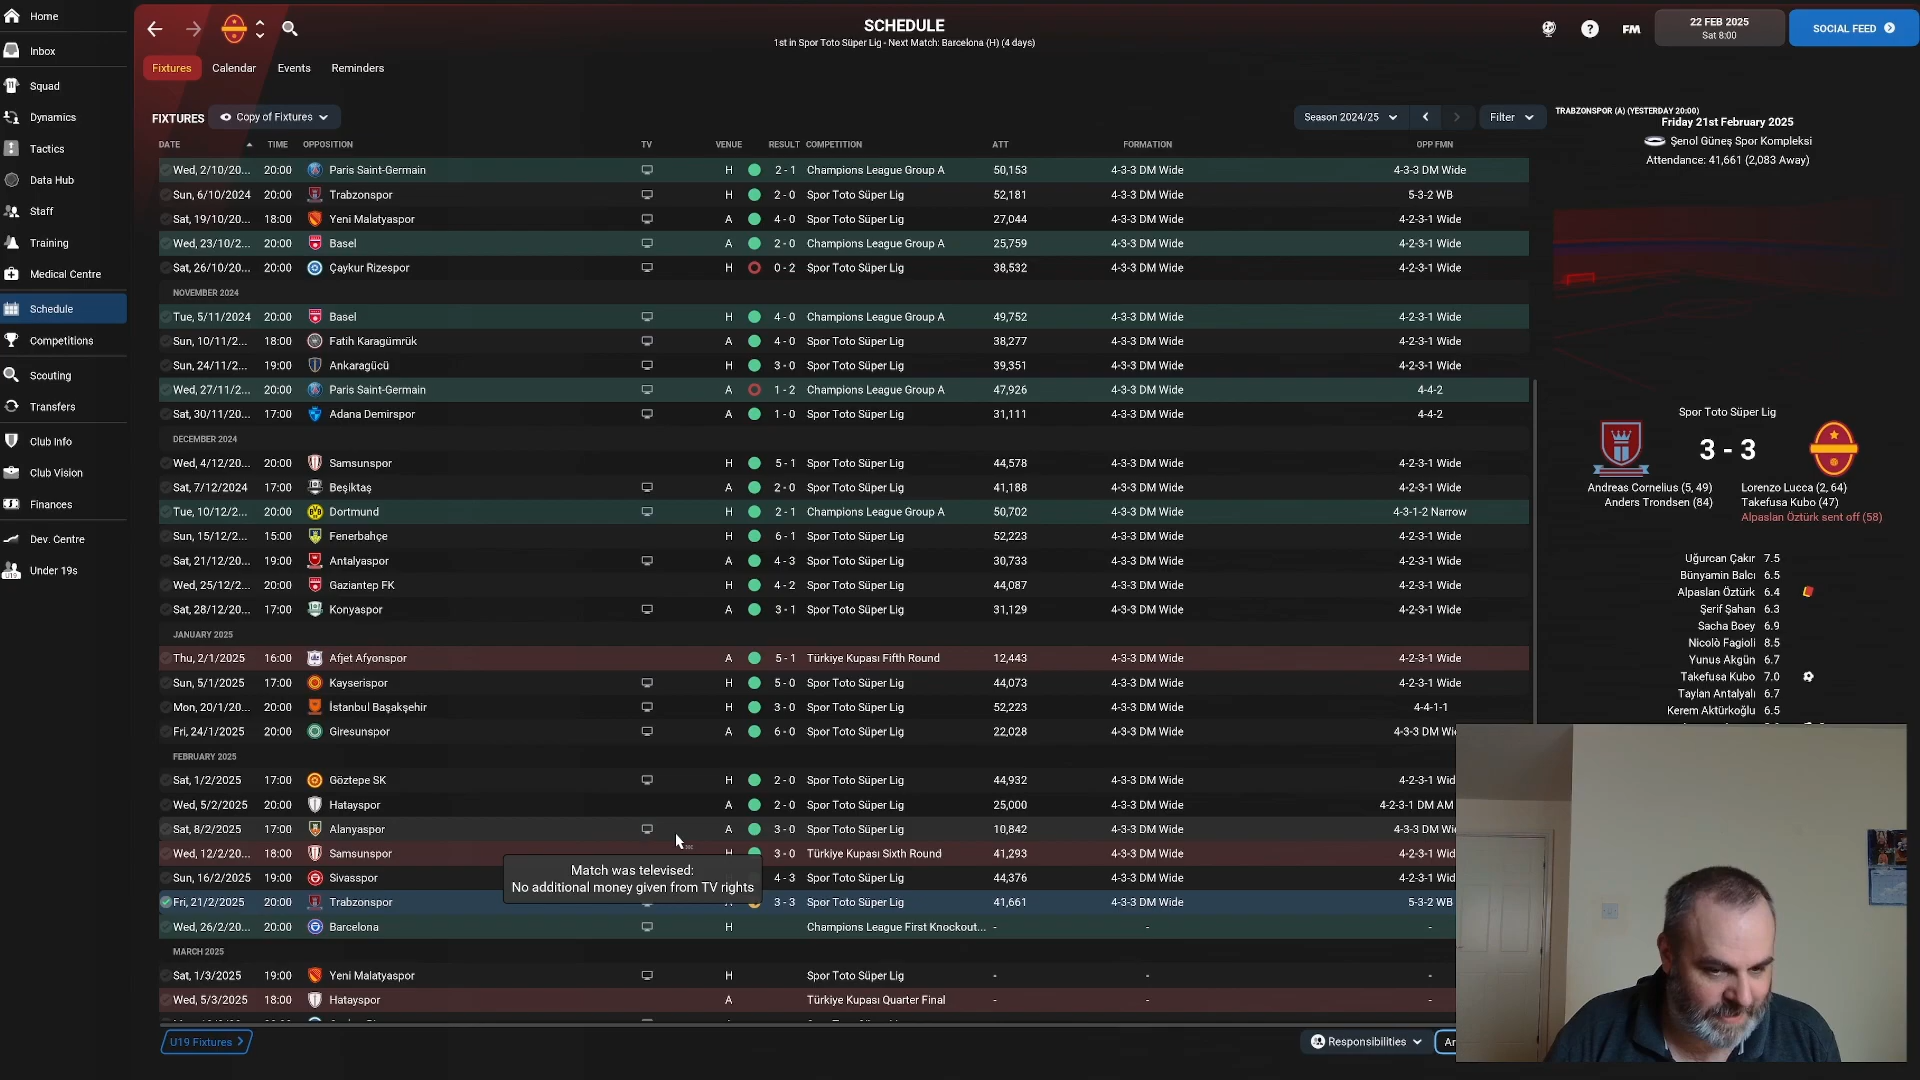 Home
Inbox
Squad
Dynamics
Tactics
Data Hub
Staff
Training
Medical Centre
Schedule
Competitions
Scouting
Transfers
Club Info
Club Vision
Finances
Dev. Centre
Under 19s
SCHEDULE
1st in Spor Toto Süper Lig - Next Match: Barcelona (H) (4 days)
FM
22 FEB 2025
Sat 8:00
SOCIAL FEED
Fixtures Calendar Events Reminders
FIXTURES Copy of Fixtures Season 2024/25 Filter
DATE TIME OPPOSITION TV VENUE RESULT COMPETITION ATT FORMATION OPP FMN
Wed, 2/10/20... 20:00 Paris Saint-Germain H 2 - 1 Champions League Group A 50,153 4-3-3 DM Wide 4-3-3 DM Wide
Sun, 6/10/2024 20:00 Trabzonspor H 2 - 0 Spor Toto Süper Lig 52,181 4-3-3 DM Wide 5-3-2 WB
Sat, 19/10/20... 18:00 Yeni Malatyaspor A 4 - 0 Spor Toto Süper Lig 27,044 4-3-3 DM Wide 4-2-3-1 Wide
Wed, 23/10/2... 20:00 Basel A 2 - 0 Champions League Group A 25,759 4-3-3 DM Wide 4-2-3-1 Wide
Sat, 26/10/20... 20:00 Çaykur Rizespor H 0 - 2 Spor Toto Süper Lig 38,532 4-3-3 DM Wide 4-2-3-1 Wide
NOVEMBER 2024
Tue, 5/11/2024 20:00 Basel H 4 - 0 Champions League Group A 49,752 4-3-3 DM Wide 4-2-3-1 Wide
Sun, 10/11/2... 18:00 Fatih Karagümrük A 4 - 0 Spor Toto Süper Lig 38,277 4-3-3 DM Wide 4-2-3-1 Wide
Sun, 24/11/2... 19:00 Ankaragücü H 3 - 0 Spor Toto Süper Lig 39,351 4-3-3 DM Wide 4-2-3-1 Wide
Wed, 27/11/2... 20:00 Paris Saint-Germain A 1 - 2 Champions League Group A 47,926 4-3-3 DM Wide 4-4-2
Sat, 30/11/20... 17:00 Adana Demirspor A 1 - 0 Spor Toto Süper Lig 31,111 4-3-3 DM Wide 4-4-2
DECEMBER 2024
Wed, 4/12/20... 20:00 Samsunspor H 5 - 1 Spor Toto Süper Lig 44,578 4-3-3 DM Wide 4-2-3-1 Wide
Sat, 7/12/2024 17:00 Beşiktaş A 2 - 0 Spor Toto Süper Lig 41,188 4-3-3 DM Wide 4-2-3-1 Wide
Tue, 10/12/2... 20:00 Dortmund H 2 - 1 Champions League Group A 50,702 4-3-3 DM Wide 4-3-1-2 Narrow
Sun, 15/12/2... 15:00 Fenerbahçe H 6 - 1 Spor Toto Süper Lig 52,223 4-3-3 DM Wide 4-2-3-1 Wide
Sat, 21/12/20... 19:00 Antalyaspor A 4 - 3 Spor Toto Süper Lig 30,733 4-3-3 DM Wide 4-2-3-1 Wide
Wed, 25/12/2... 20:00 Gaziantep FK H 4 - 2 Spor Toto Süper Lig 44,087 4-3-3 DM Wide 4-2-3-1 Wide
Sat, 28/12/20... 17:00 Konyaspor A 3 - 1 Spor Toto Süper Lig 31,129 4-3-3 DM Wide 4-2-3-1 Wide
JANUARY 2025
Thu, 2/1/2025 16:00 Afjet Afyonspor A 5 - 1 Türkiye Kupası Fifth Round 12,443 4-3-3 DM Wide 4-2-3-1 Wide
Sun, 5/1/2025 17:00 Kayserispor H 5 - 0 Spor Toto Süper Lig 44,073 4-3-3 DM Wide 4-2-3-1 Wide
Mon, 20/1/20... 20:00 İstanbul Başakşehir H 3 - 0 Spor Toto Süper Lig 52,223 4-3-3 DM Wide 4-4-1-1
Fri, 24/1/2025 20:00 Giresunspor A 6 - 0 Spor Toto Süper Lig 22,028 4-3-3 DM Wide 4-3-3 DM Wi
FEBRUARY 2025
Sat, 1/2/2025 17:00 Göztepe SK H 2 - 0 Spor Toto Süper Lig 44,932 4-3-3 DM Wide 4-2-3-1 Wid
Wed, 5/2/2025 20:00 Hatayspor A 2 - 0 Spor Toto Süper Lig 25,000 4-3-3 DM Wide 4-2-3-1 DM AM
Sat, 8/2/2025 17:00 Alanyaspor A 3 - 0 Spor Toto Süper Lig 10,842 4-3-3 DM Wide 4-3-3 DM Wi
Wed, 12/2/20... 18:00 Samsunspor H 3 - 0 Türkiye Kupası Sixth Round 41,293 4-3-3 DM Wide 4-2-3-1 Wid
Sun, 16/2/2025 19:00 Sivasspor 4 - 3 Spor Toto Süper Lig 44,376 4-3-3 DM Wide 4-2-3-1 Wid
Fri, 21/2/2025 20:00 Trabzonspor 3 - 3 Spor Toto Süper Lig 41,661 4-3-3 DM Wide 5-3-2 WB
Wed, 26/2/20... 20:00 Barcelona H Champions League First Knockout... - - -
MARCH 2025
Sat, 1/3/2025 19:00 Yeni Malatyaspor H Spor Toto Süper Lig - - -
Wed, 5/3/2025 18:00 Hatayspor A Türkiye Kupası Quarter Final - - -
Match was televised:
No additional money given from TV rights
U19 Fixtures
Responsibilities
TRABZONSPOR (A) (YESTERDAY 20:00)
Friday 21st February 2025
Şenol Güneş Spor Kompleksi
Attendance: 41,661 (2,083 Away)
Spor Toto Süper Lig
3 - 3
Andreas Cornelius (5, 49) Lorenzo Lucca (2, 64)
Anders Trondsen (84) Takefusa Kubo (47)
Alpaslan Öztürk sent off (58)
Uğurcan Çakır 7.5
Bünyamin Balcı 6.5
Alpaslan Öztürk 6.4
Şerif Şahan 6.3
Sacha Boey 6.9
Nicolò Fagioli 8.5
Yunus Akgün 6.7
Takefusa Kubo 7.0
Taylan Antalyalı 6.7
Kerem Aktürkoğlu 6.5